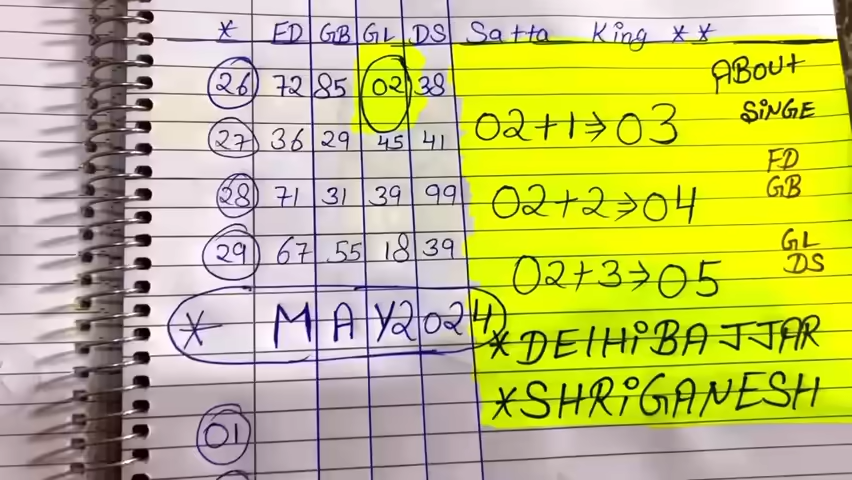 * FD GB GL DS Satta King **
26 72 85 02 38
27 36 29 45 41
28 71 31 39 99
29 67 55 18 39
* MAY2024
01
ABOUT
SiNGE
02+1→03
FD
GB
02+2→04
GL
DS
02+3→05
*DElHiBAJJAR
*SHRiGANESH